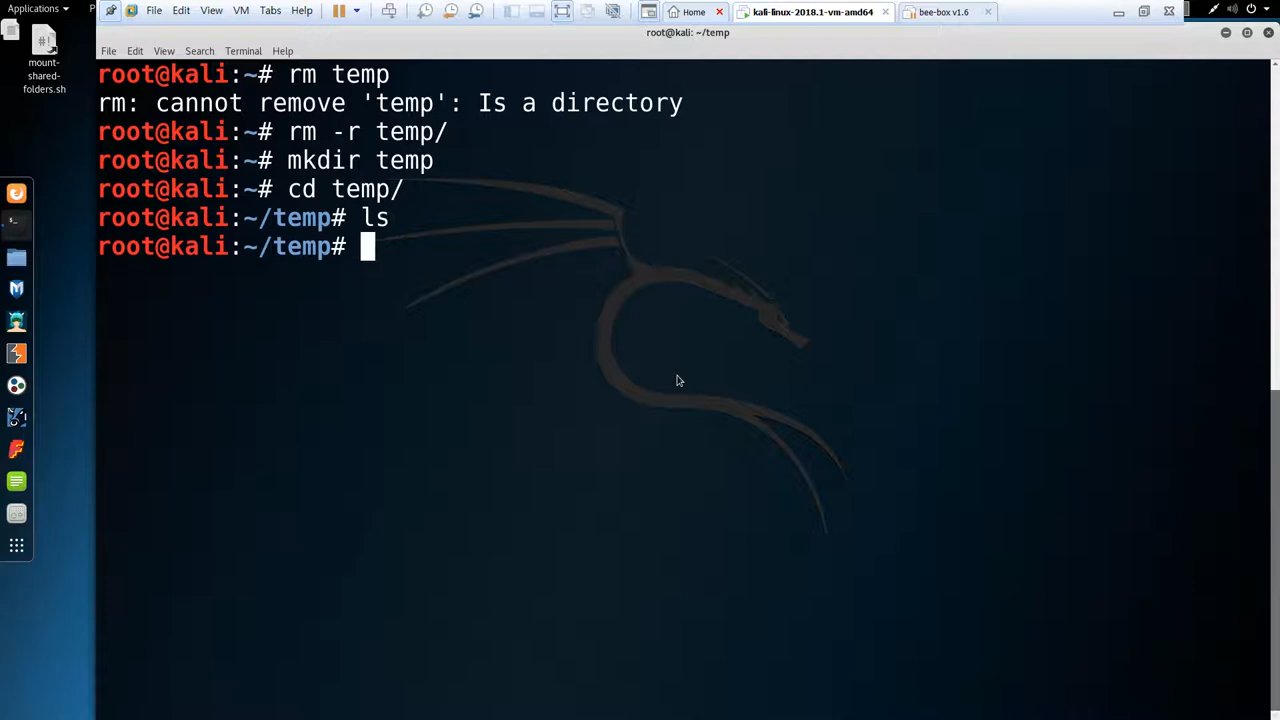 Applications
P
File Edit View VM Tabs Help
Home
kali-linux-2018.1-vm-amd64
bee-box v1.6
root@kali: ~/temp
File Edit View Search Terminal Help
#!
mount-
shared-
folders.sh
root@kali:~# rm temp
rm: cannot remove 'temp': Is a directory
root@kali:~# rm -r temp/
root@kali:~# mkdir temp
root@kali:~# cd temp/
root@kali:~/temp# ls
root@kali:~/temp#